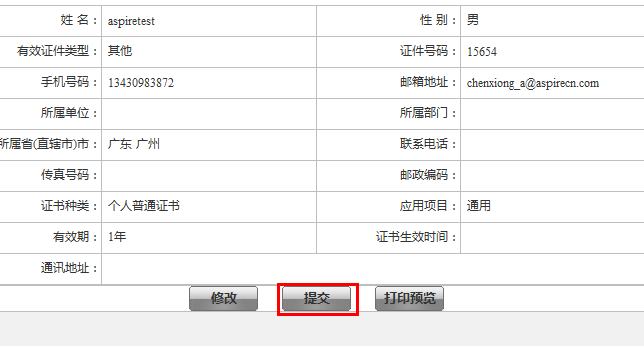 姓 名： aspiretest 性 别： 男
有效证件类型： 其他 证件号码： 15654
手机号码： 13430983872 邮箱地址： chenxiong_a@aspirecn.com
所属单位： 所属部门：
所属省(直辖市)市： 广东 广州 联系电话：
传真号码： 邮政编码：
证书种类： 个人普通证书 应用项目： 通用
有效期： 1年 证书生效时间：
通讯地址：
修改 提交 打印预览